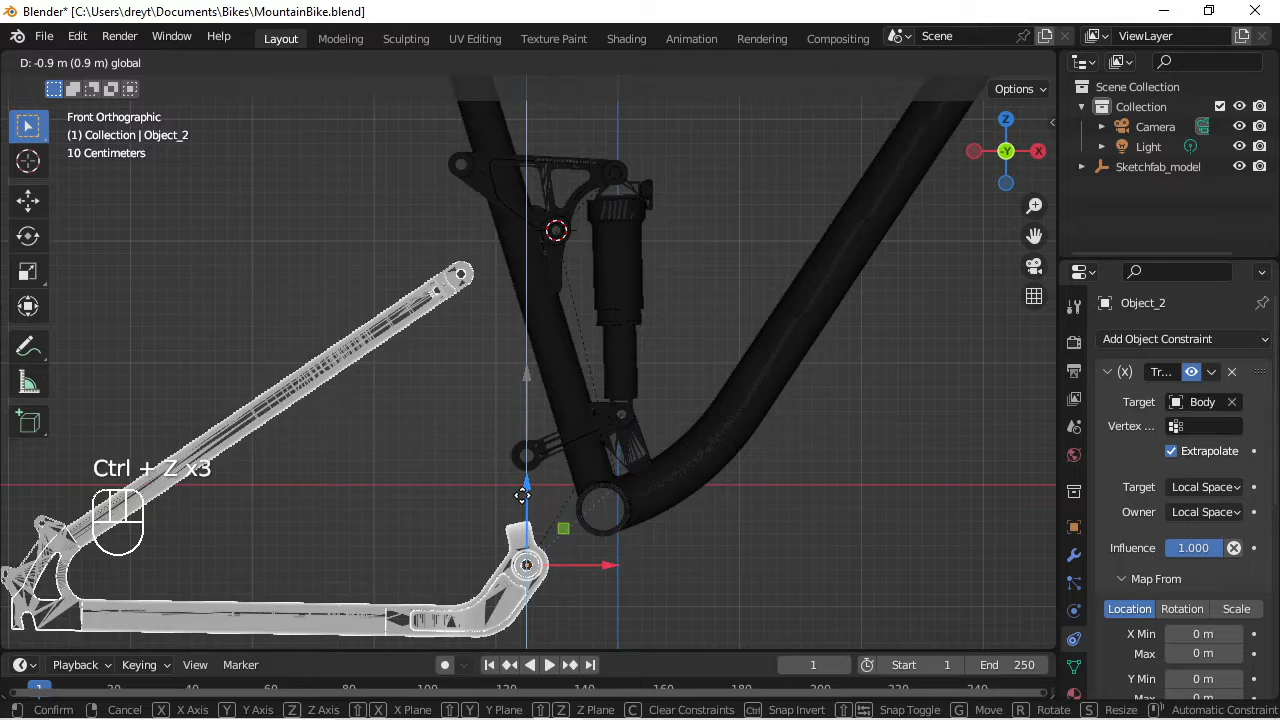 Blender* [C:\Users\dreyt\Documents\Bikes\MountainBike.blend]
File Edit Render Window Help Layout Modeling Sculpting UV Editing Texture Paint Shading Animation Rendering Compositing Scene ViewLayer
D: -0.9 m (0.9 m) global
Options
Front Orthographic
(1) Collection | Object_2
10 Centimeters
Z
-Y
X
Ctrl + Z x3
Scene Collection
Collection
Camera
Light
Sketchfab_model
Object_2
Add Object Constraint
(x) Tr...
Target Body
Vertex ...
Extrapolate
Target Local Space
Owner Local Space
Influence 1.000
Map From
Location Rotation Scale
X Min 0 m
Max 0 m
Y Min 0 m
Max 0 m
Playback Keying View Marker 1 Start 1 End 250
1 20 40 60 80 100 120 140 160 180 200 220 240
Confirm Cancel X X Axis Y Y Axis Z Z Axis X X Plane Y Y Plane Z Z Plane C Clear Constraints Ctrl Snap Invert Snap Toggle G Move R Rotate S Resize Automatic Constraint